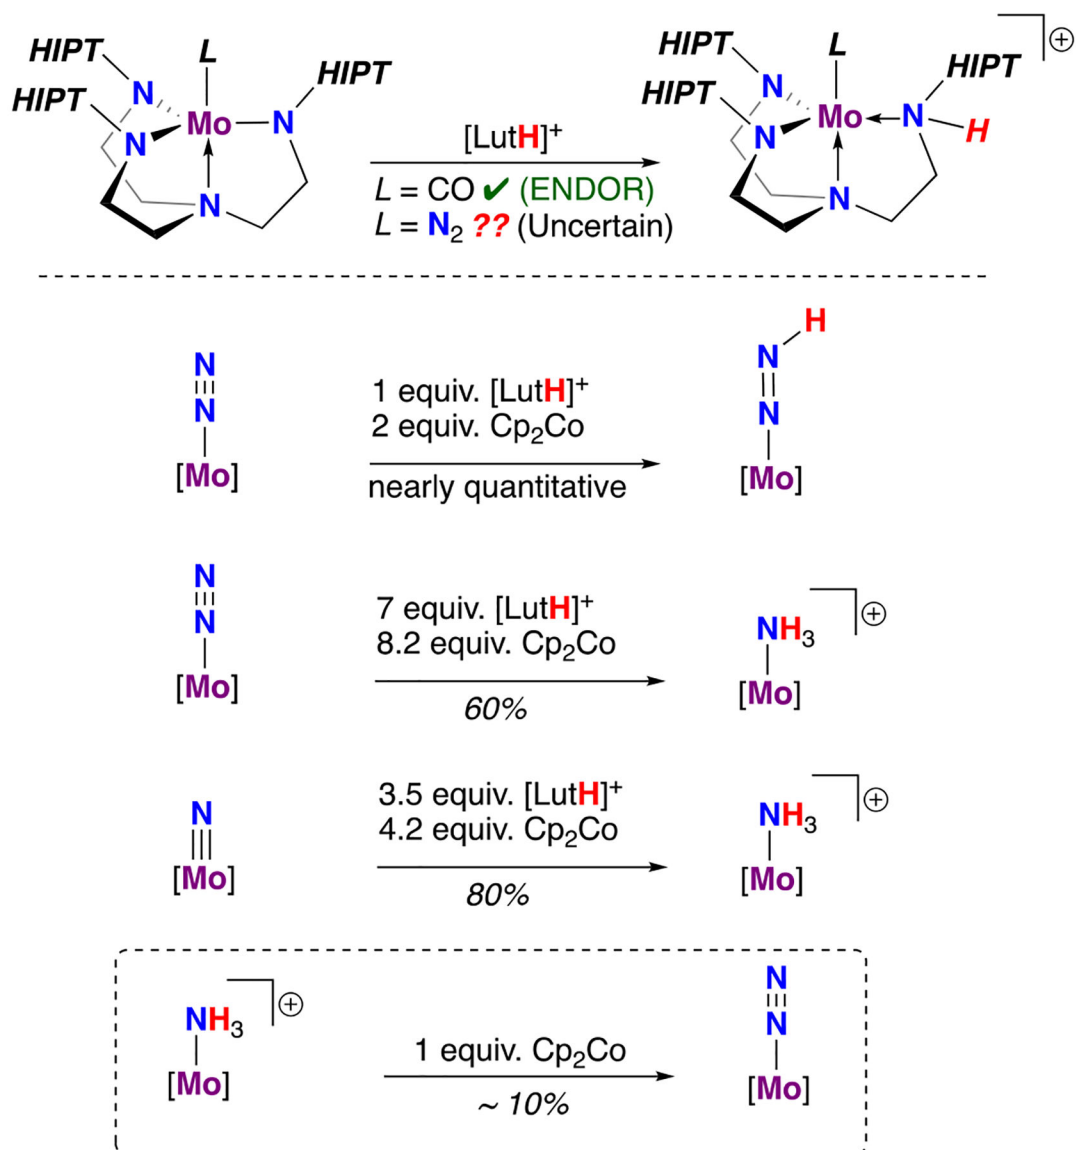 HIPT L HIPT
HIPT N Mo N
N
N
[LutH]⁺
L = CO ✔ (ENDOR)
L = N₂ ?? (Uncertain)
HIPT L HIPT ⊕
HIPT N Mo N H
N
N
N
N
[Mo]
1 equiv. [LutH]⁺
2 equiv. Cp₂Co
nearly quantitative
H
N
N
[Mo]
N
N
[Mo]
7 equiv. [LutH]⁺
8.2 equiv. Cp₂Co
60%
NH₃ ⊕
[Mo]
N
[Mo]
3.5 equiv. [LutH]⁺
4.2 equiv. Cp₂Co
80%
NH₃ ⊕
[Mo]
NH₃ ⊕
[Mo]
1 equiv. Cp₂Co
~ 10%
N
N
[Mo]